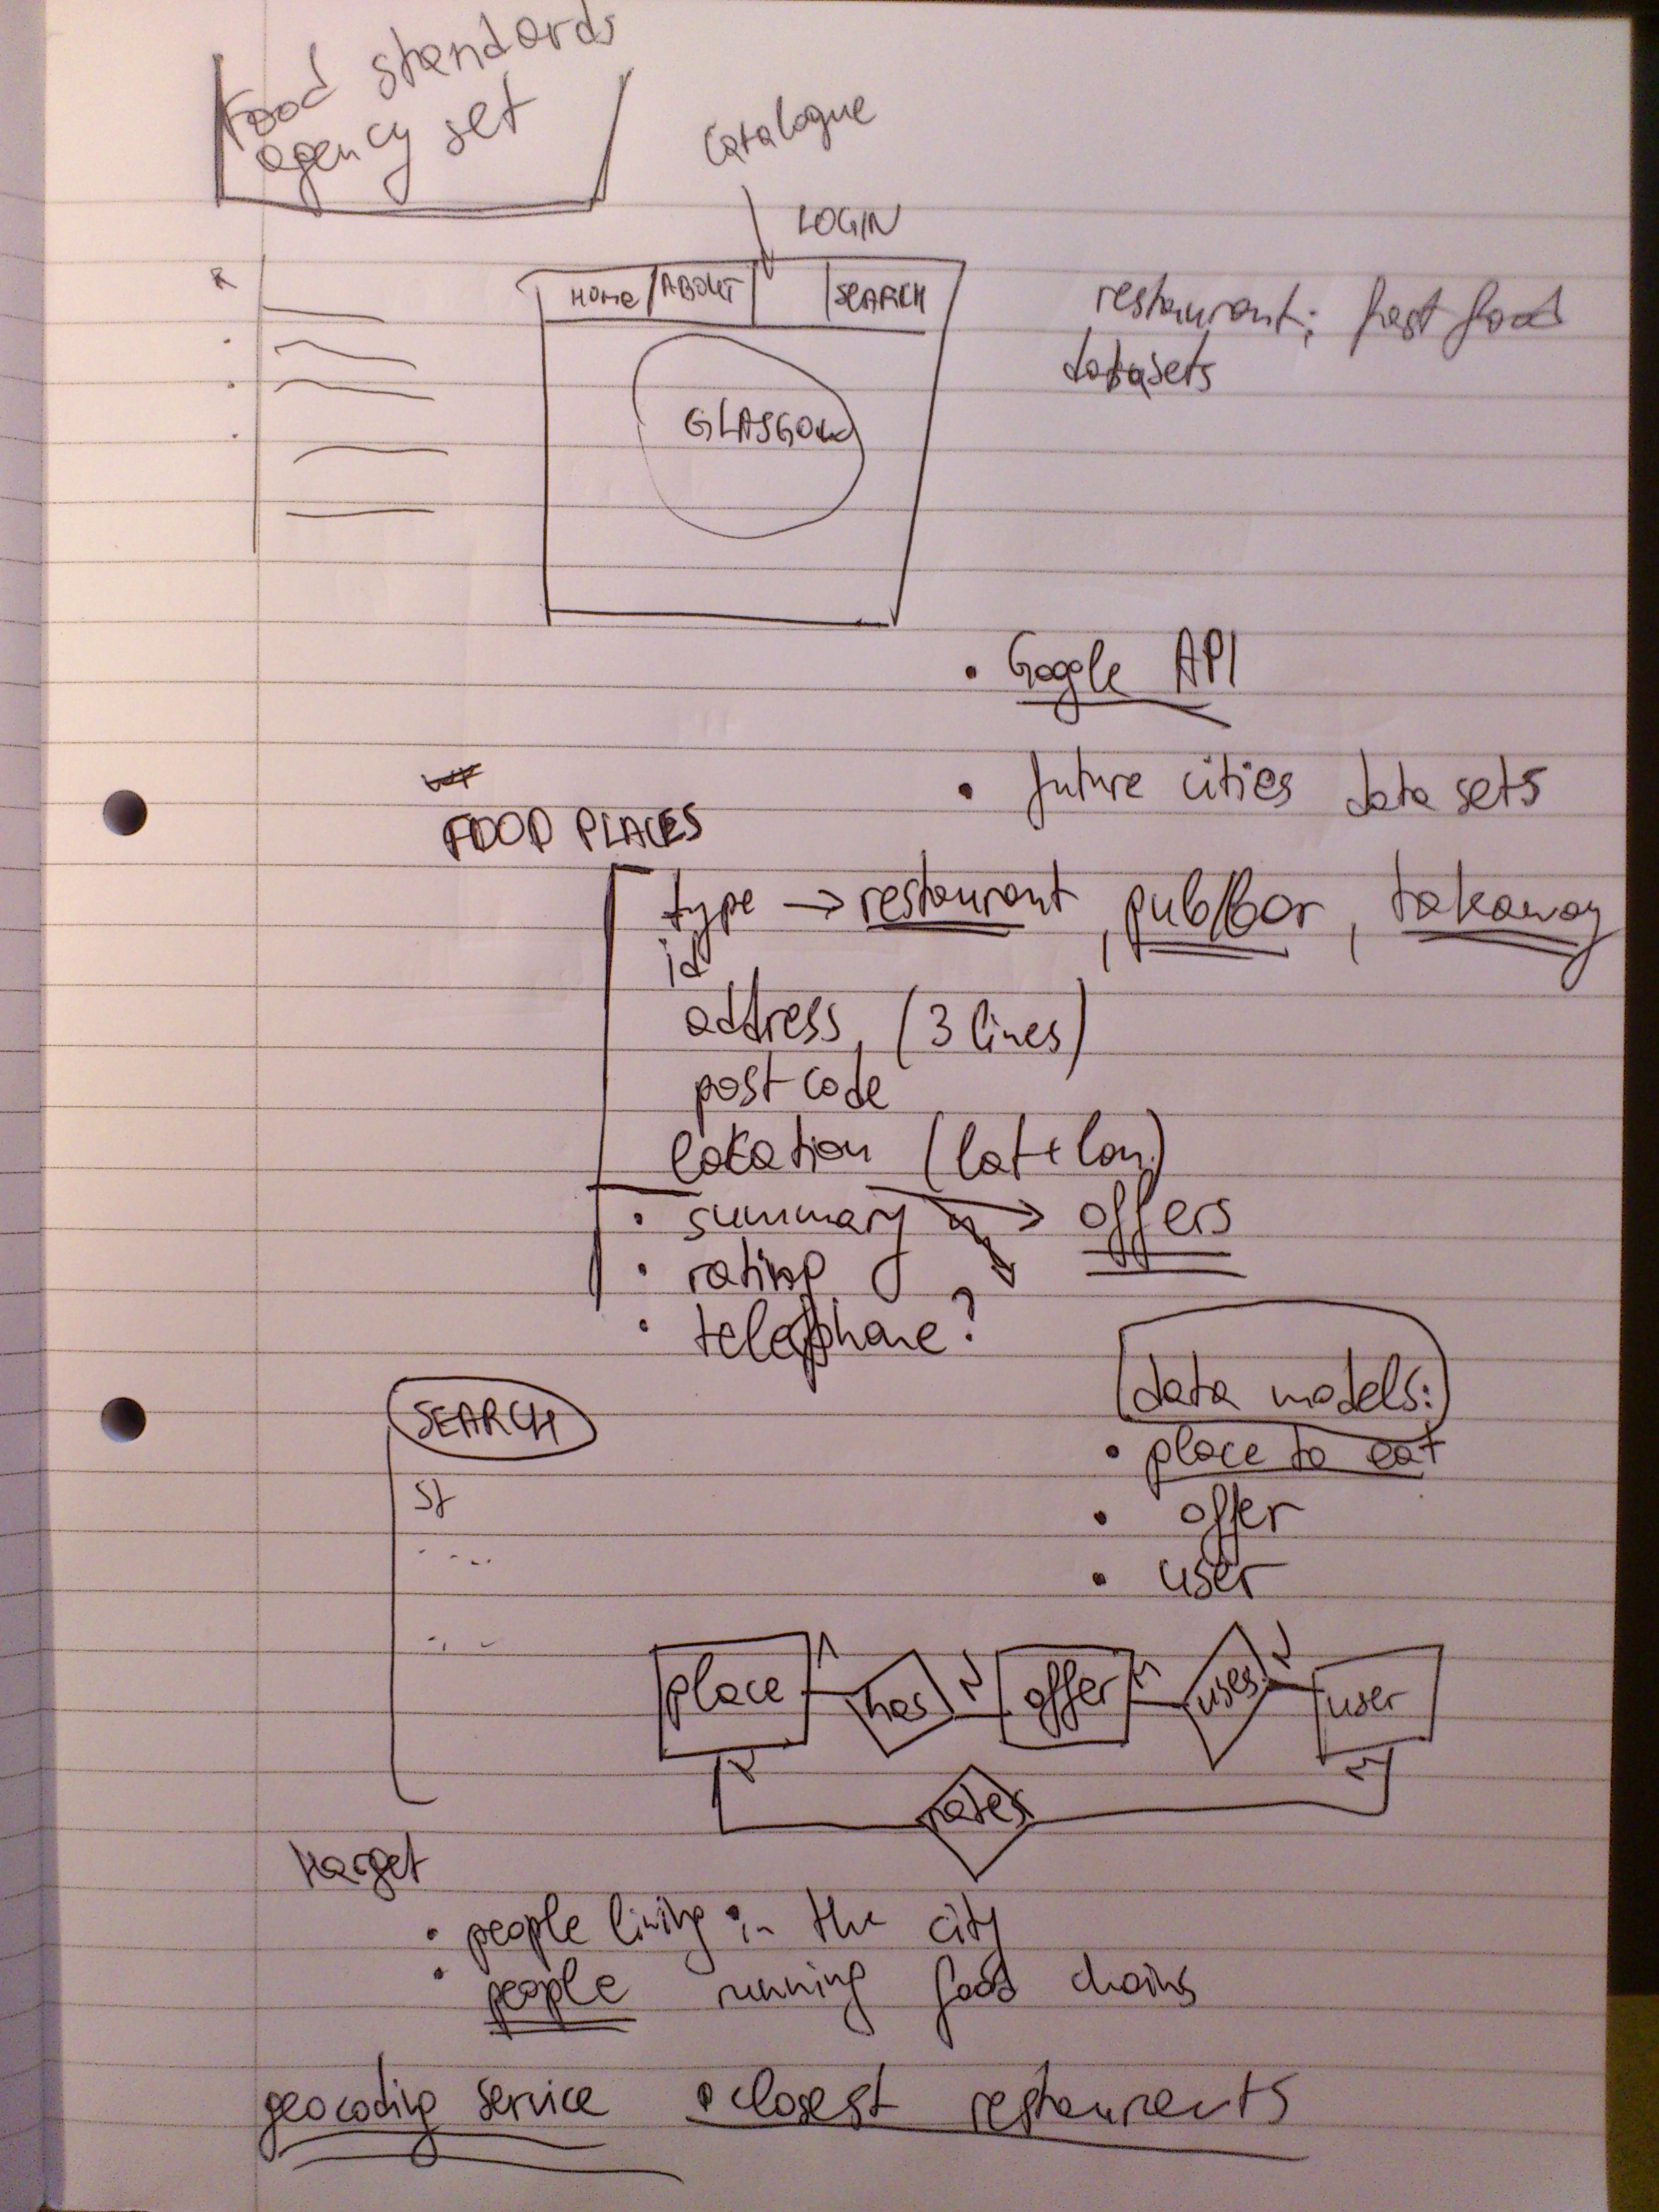 Food standards
agency set
catalogue
LOGIN
HOME ABOUT SEARCH
GLASGOW
restaurant; fast food
datasets
• Google API
• future cities data sets
FOOD PLACES
type → restaurant, pub/bar, takeaway
id
address, (3 lines)
postcode
location (lat + lon)
• summary → offers
• rating
• telephone?
SEARCH
data models:
• place to eat
• offer
• user
place 1 has N offer M uses N user
N rates M
target
• people living in the city
• people running food chains
geocoding service • closest restaurants